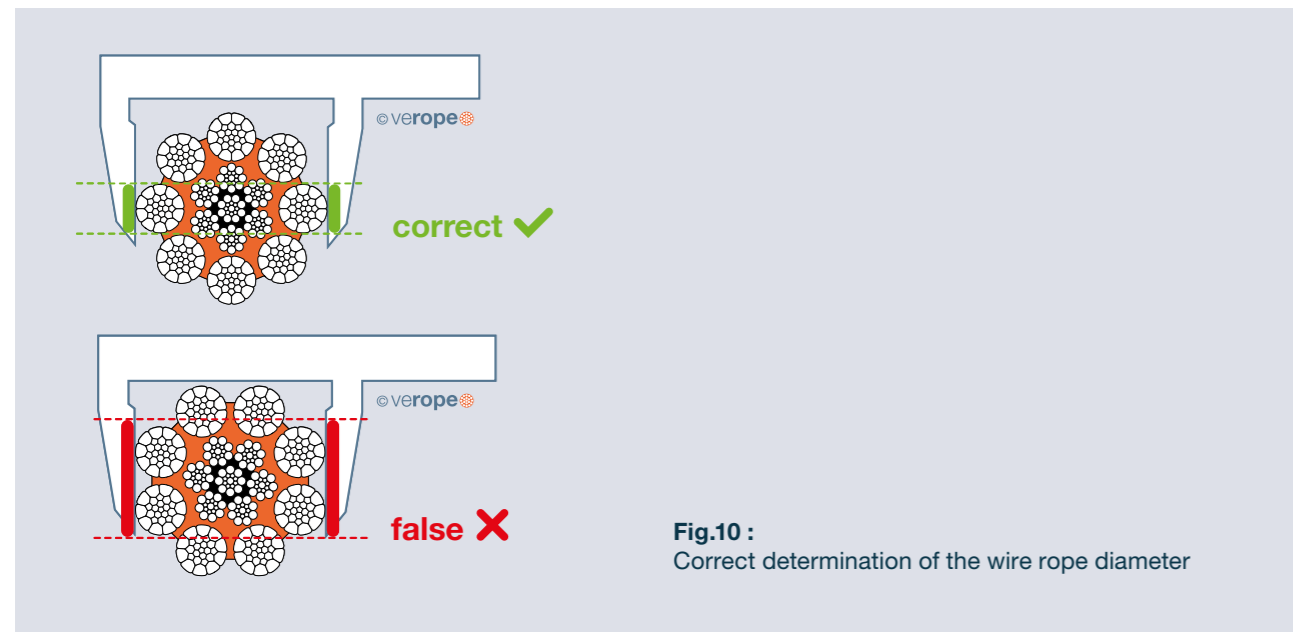 © verope
correct
© verope
false
Fig.10 :
Correct determination of the wire rope diameter